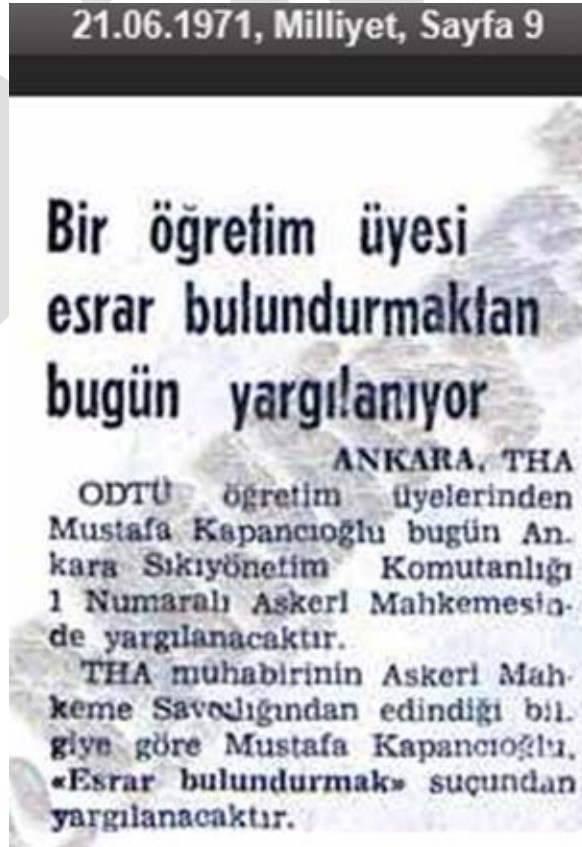 21.06.1971, Milliyet, Sayfa 9
Bir öğretim üyesi
esrar bulundurmaktan
bugün yargılanıyor
ANKARA, THA
ODTÜ öğretim üyelerinden
Mustafa Kapancıoğlu bugün An-
kara Sıkıyönetim Komutanlığı
1 Numaralı Askerî Mahkemesin-
de yargılanacaktır.
THA muhabirinin Askerî Mah-
keme Savcılığından edindiği bil-
giye göre Mustafa Kapancıoğlu,
«Esrar bulundurmak» suçundan
yargılanacaktır.